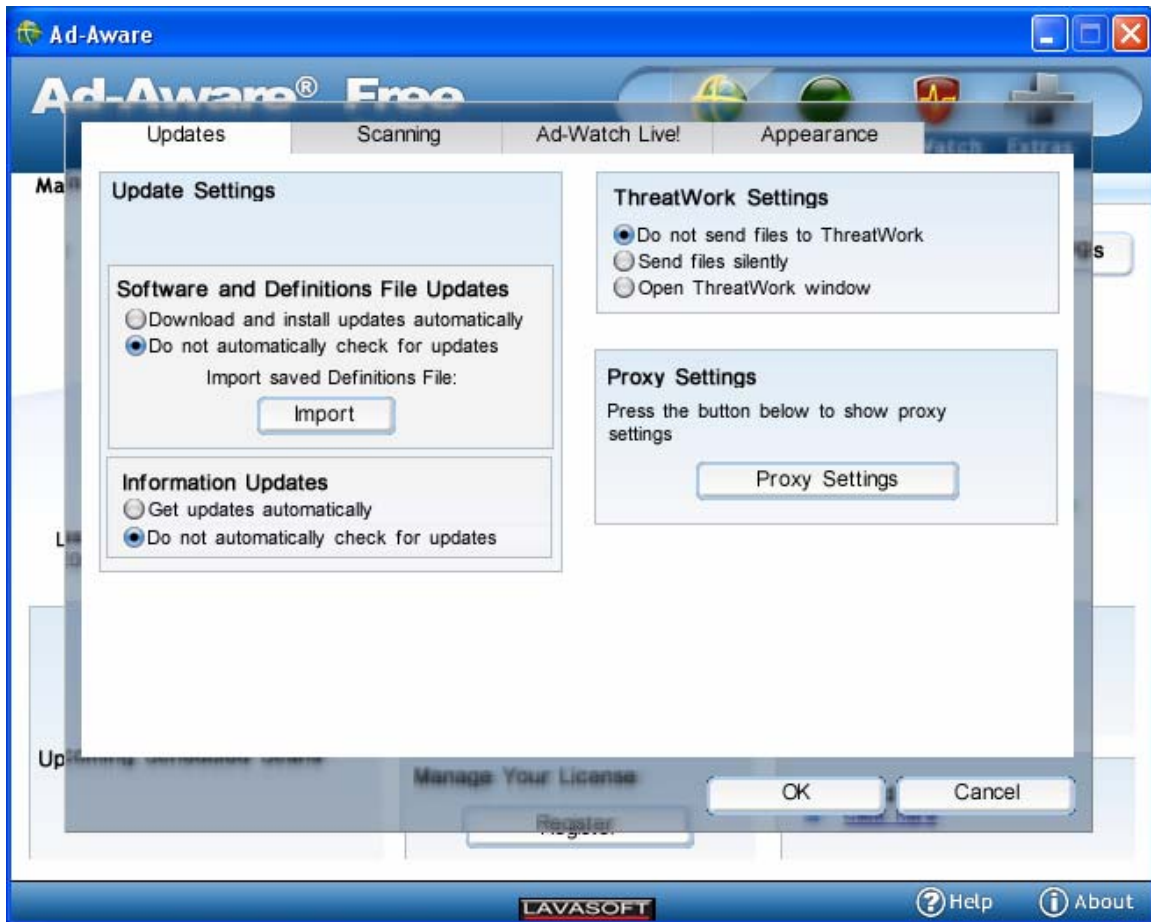 Ad-Aware
Ad-Aware® Free
Extras
Updates
Scanning
Ad-Watch Live!
Appearance
Update Settings
Software and Definitions File Updates
Download and install updates automatically
Do not automatically check for updates
Import saved Definitions File:
Import
Information Updates
Get updates automatically
Do not automatically check for updates
ThreatWork Settings
Do not send files to ThreatWork
Send files silently
Open ThreatWork window
Proxy Settings
Press the button below to show proxy
settings
Proxy Settings
Manage Your License
Register
OK
Cancel
LAVASOFT
Help
About